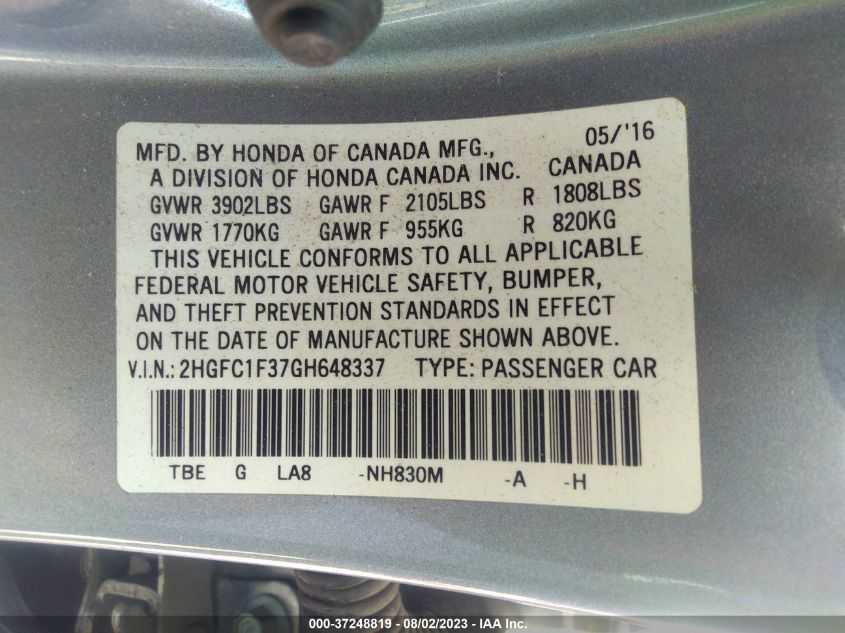 05/'16
MFD. BY HONDA OF CANADA MFG.,
A DIVISION OF HONDA CANADA INC. CANADA
GVWR 3902LBS GAWR F 2105LBS R 1808LBS
GVWR 1770KG GAWR F 955KG R 820KG
THIS VEHICLE CONFORMS TO ALL APPLICABLE
FEDERAL MOTOR VEHICLE SAFETY, BUMPER,
AND THEFT PREVENTION STANDARDS IN EFFECT
ON THE DATE OF MANUFACTURE SHOWN ABOVE.
V.I.N.: 2HGFC1F37GH648337 TYPE: PASSENGER CAR
TBE G LA8 -NH830M -A -H
000-37248819 - 08/02/2023 - IAA Inc.